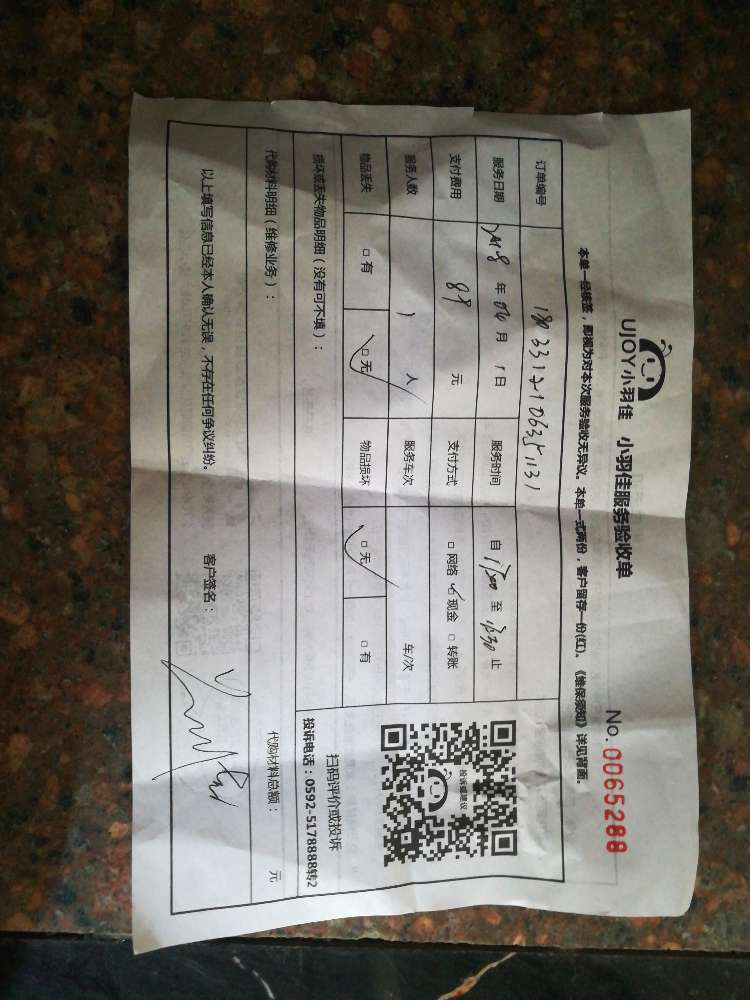 UJOY小羽佳 小羽佳服务验收单
No. 0065288
本单一经核签，即视为对本次服务验收无异议。本单一式两份，客户留存一份(红)。《维保须知》详见背面。
订单编号
服务日期 2018 年 月 1 日 服务时间 自 至 止
支付费用 元 支付方式 □ 网络 ☑ 现金 □ 转账
服务人数 1 人 服务车次 车/次
物品丢失 □ 有 □ 无 物品损坏 □ 无 □ 有
投诉或建议
扫码评价或投诉
投诉电话：0592-5178888转2
损坏或丢失物品明细（没有可不填）：
代购材料明细（维修业务）： 代购材料总额： 元
以上填写信息已经本人确认无误，不存在任何争议纠纷。 客户签名：